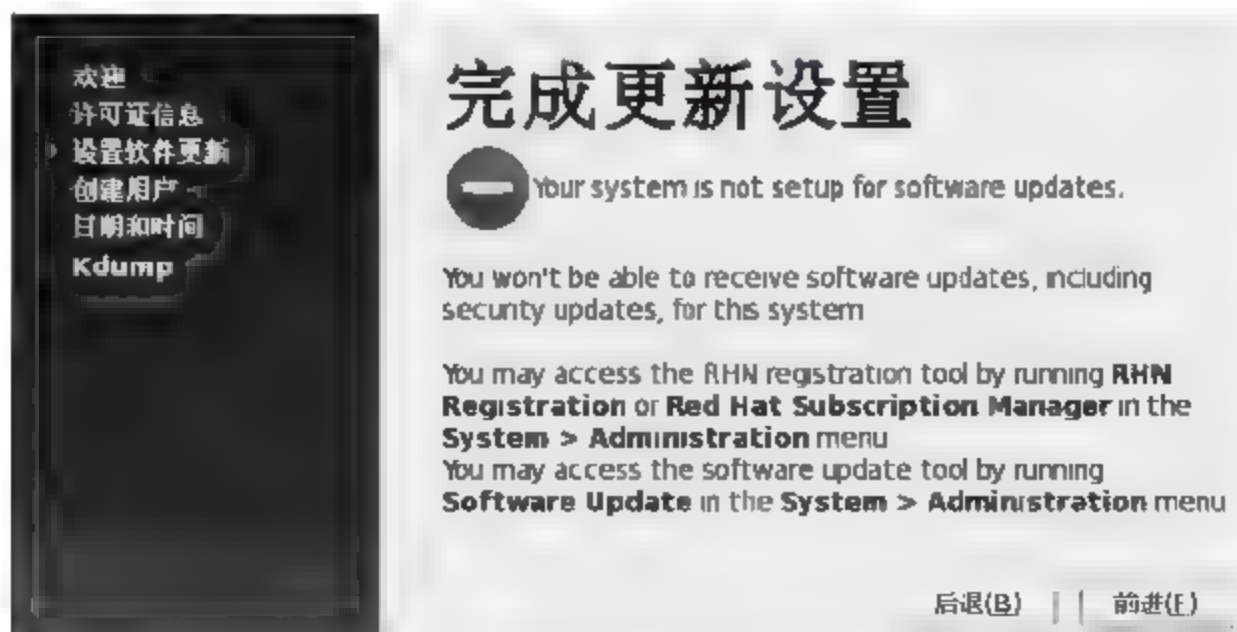 欢迎
许可证信息
设置软件更新
创建用户
日期和时间
Kdump
完成更新设置
Your system is not setup for software updates.
You won't be able to receive software updates, including
security updates, for this system
You may access the RHN registration tool by running RHN
Registration or Red Hat Subscription Manager in the
System > Administration menu
You may access the software update tool by running
Software Update in the System > Administration menu
后退(B)
前进(F)